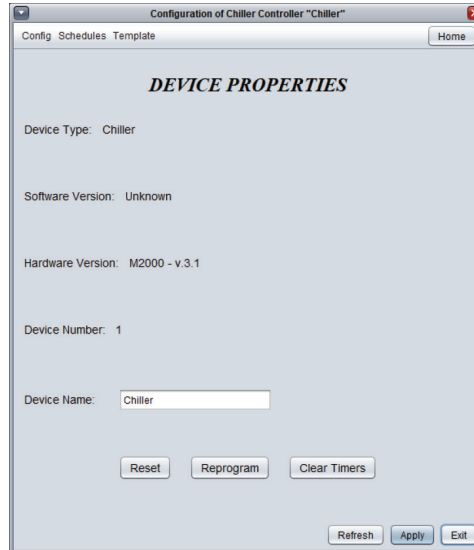 Configuration of Chiller Controller "Chiller"
Config Schedules Template Home
DEVICE PROPERTIES
Device Type: Chiller
Software Version: Unknown
Hardware Version: M2000 - v.3.1
Device Number: 1
Device Name: Chiller
Reset Reprogram Clear Timers
Refresh Apply Exit